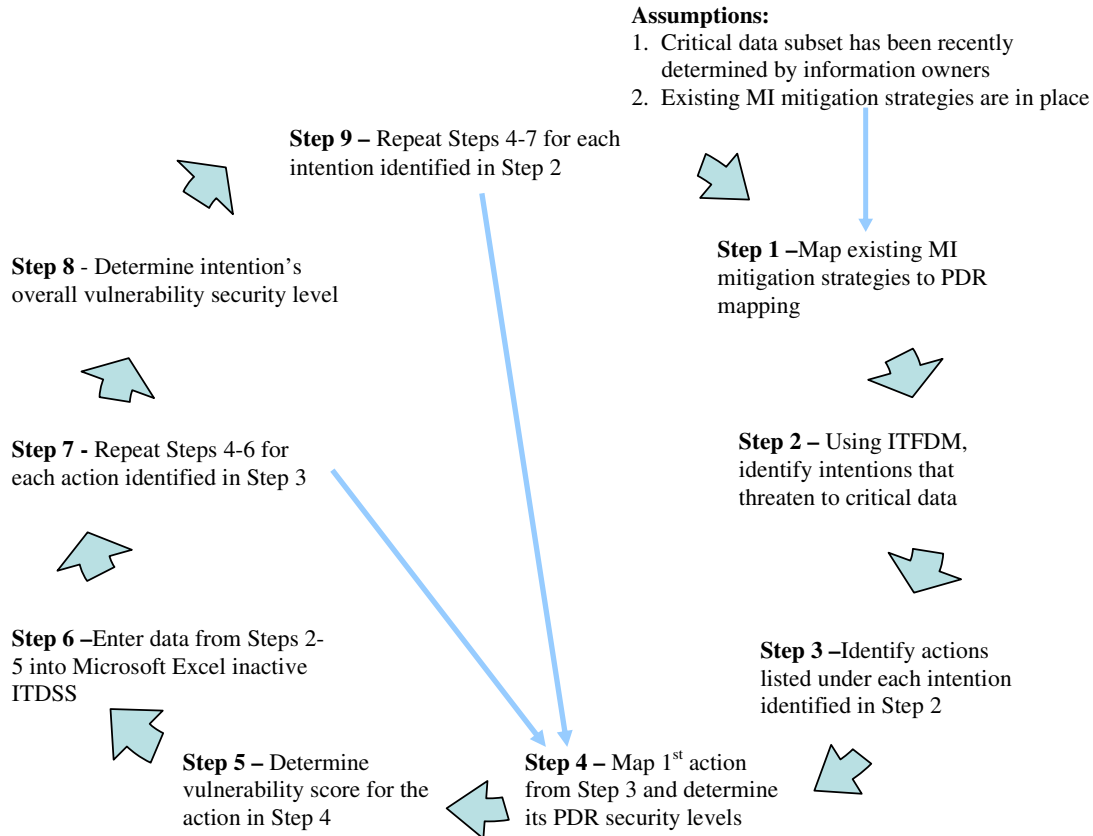 Assumptions:
1. Critical data subset has been recently
determined by information owners
2. Existing MI mitigation strategies are in place
Step 1 –Map existing MI
mitigation strategies to PDR
mapping
Step 2 – Using ITFDM,
identify intentions that
threaten to critical data
Step 3 –Identify actions
listed under each intention
identified in Step 2
Step 4 – Map 1st action
from Step 3 and determine
its PDR security levels
Step 5 – Determine
vulnerability score for the
action in Step 4
Step 6 –Enter data from Steps 2-
5 into Microsoft Excel inactive
ITDSS
Step 7 - Repeat Steps 4-6 for
each action identified in Step 3
Step 8 - Determine intention's
overall vulnerability security level
Step 9 – Repeat Steps 4-7 for each
intention identified in Step 2